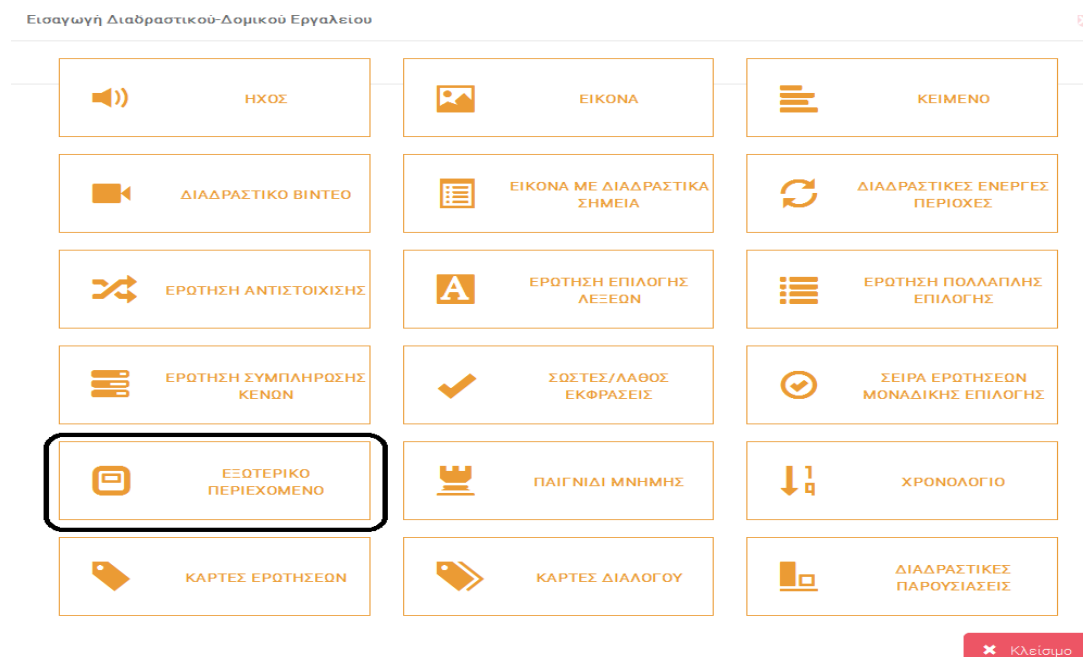 Εισαγωγή Διαδραστικού-Δομικού Εργαλείου
ΗΧΟΣ
ΕΙΚΟΝΑ
ΚΕΙΜΕΝΟ
ΔΙΑΔΡΑΣΤΙΚΟ ΒΙΝΤΕΟ
ΕΙΚΟΝΑ ΜΕ ΔΙΑΔΡΑΣΤΙΚΑ
ΣΗΜΕΙΑ
ΔΙΑΔΡΑΣΤΙΚΕΣ ΕΝΕΡΓΕΣ
ΠΕΡΙΟΧΕΣ
ΕΡΩΤΗΣΗ ΑΝΤΙΣΤΟΙΧΙΣΗΣ
ΕΡΩΤΗΣΗ ΕΠΙΛΟΓΗΣ
ΛΕΞΕΩΝ
ΕΡΩΤΗΣΗ ΠΟΛΛΑΠΛΗΣ
ΕΠΙΛΟΓΗΣ
ΕΡΩΤΗΣΗ ΣΥΜΠΛΗΡΩΣΗΣ
ΚΕΝΩΝ
ΣΩΣΤΕΣ/ΛΑΘΟΣ
ΕΚΦΡΑΣΕΙΣ
ΣΕΙΡΑ ΕΡΩΤΗΣΕΩΝ
ΜΟΝΑΔΙΚΗΣ ΕΠΙΛΟΓΗΣ
ΕΞΩΤΕΡΙΚΟ
ΠΕΡΙΕΧΟΜΕΝΟ
ΠΑΙΓΝΙΔΙ ΜΝΗΜΗΣ
ΧΡΟΝΟΛΟΓΙΟ
ΚΑΡΤΕΣ ΕΡΩΤΗΣΕΩΝ
ΚΑΡΤΕΣ ΔΙΑΛΟΓΟΥ
ΔΙΑΔΡΑΣΤΙΚΕΣ
ΠΑΡΟΥΣΙΑΣΕΙΣ
Κλείσιμο